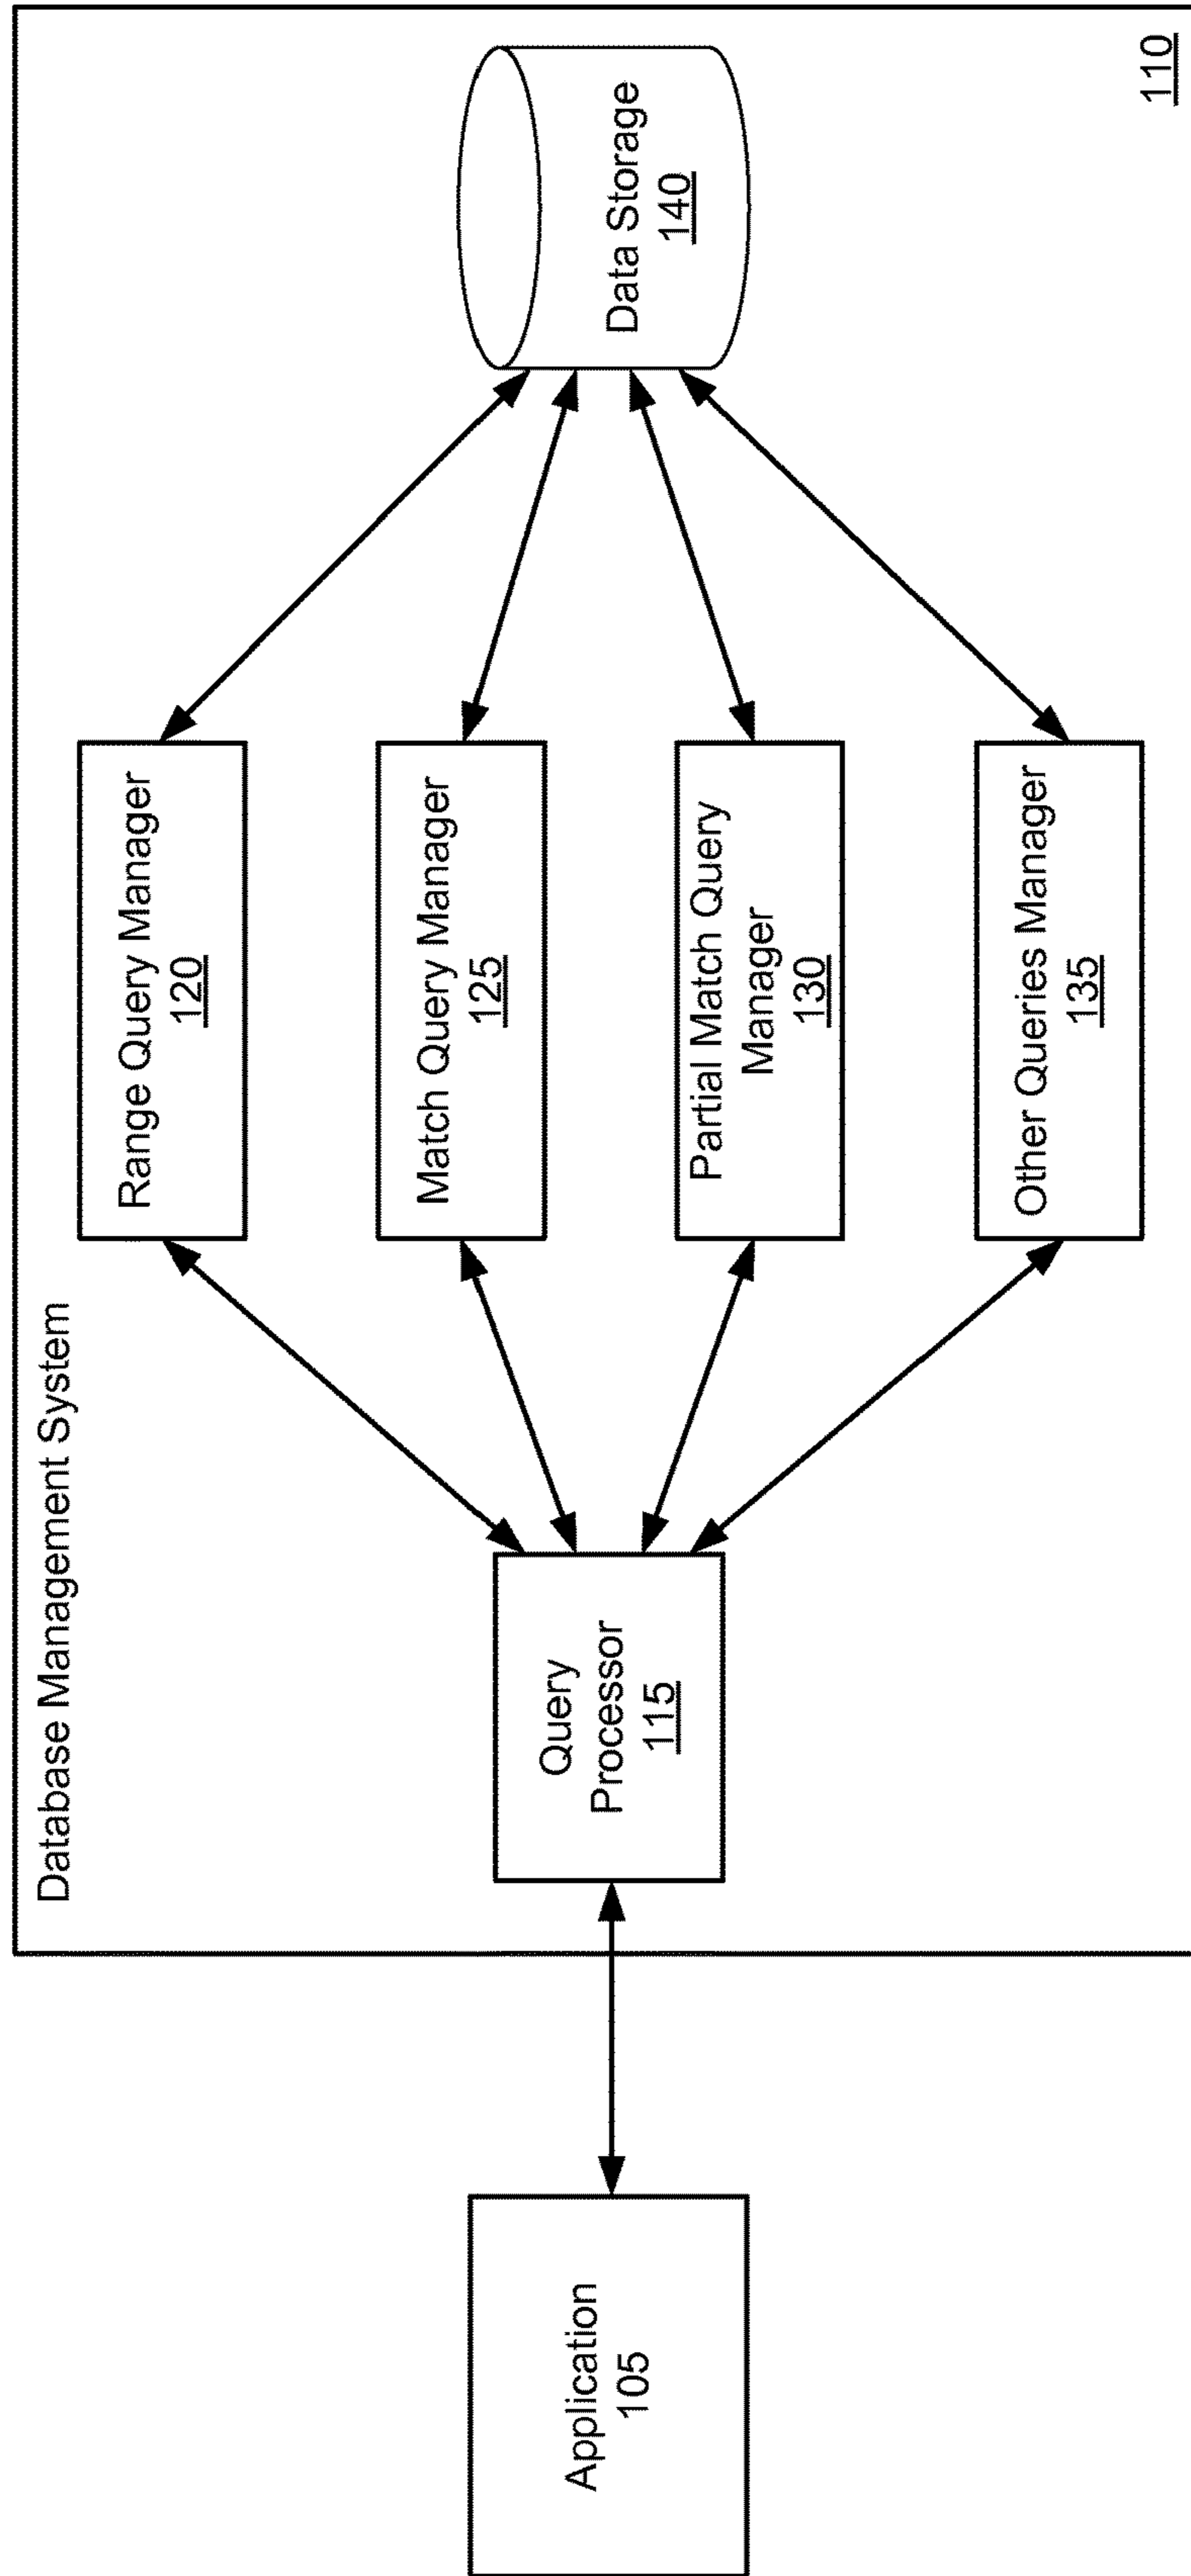 Database Management System
Application
105
Query
Processor
115
Range Query Manager
120
Match Query Manager
125
Partial Match Query
Manager
130
Other Queries Manager
135
Data Storage
140
110